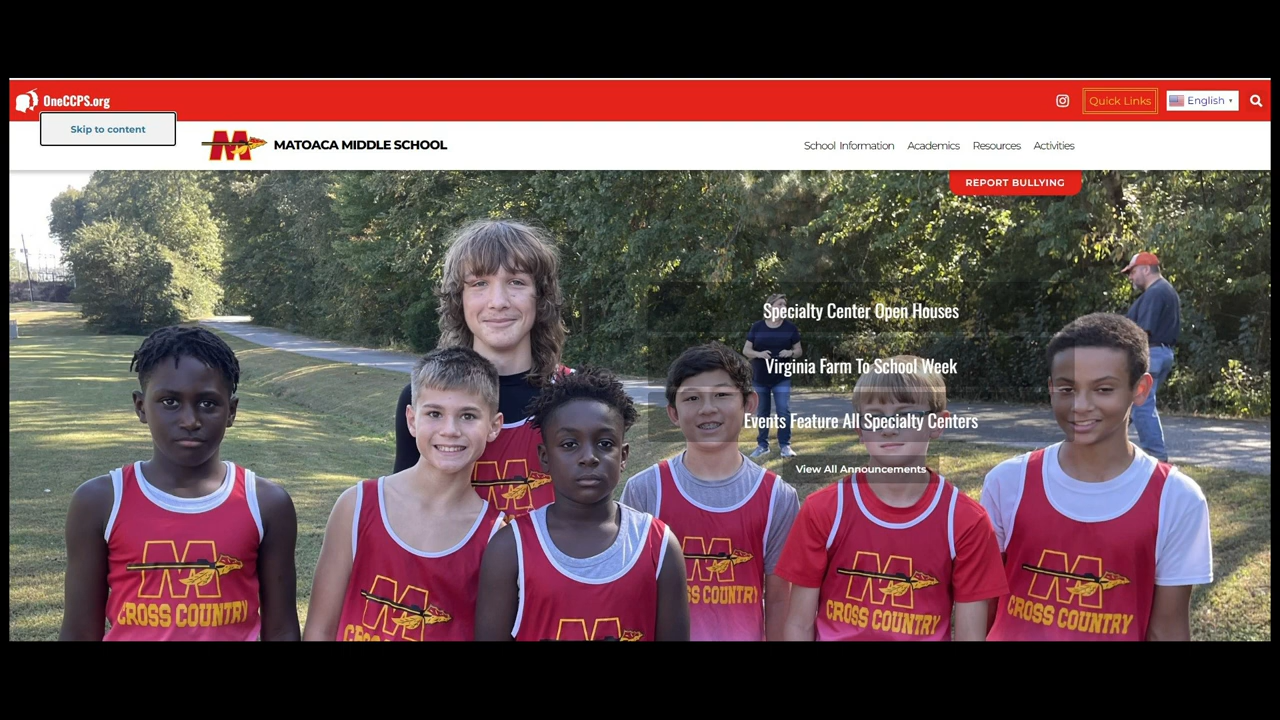 OneCCPS.org
Quick Links
English
Skip to content
M
MATOACA MIDDLE SCHOOL
School Information
Academics
Resources
Activities
REPORT BULLYING
Specialty Center Open Houses
Virginia Farm To School Week
Events Feature All Specialty Centers
View All Announcements
M
M
CROSS COUNTRY
M
CROSS COUNTRY
M
CROSS COUNTRY
M
CROSS COUNTRY
M
CROSS COUNTRY
M